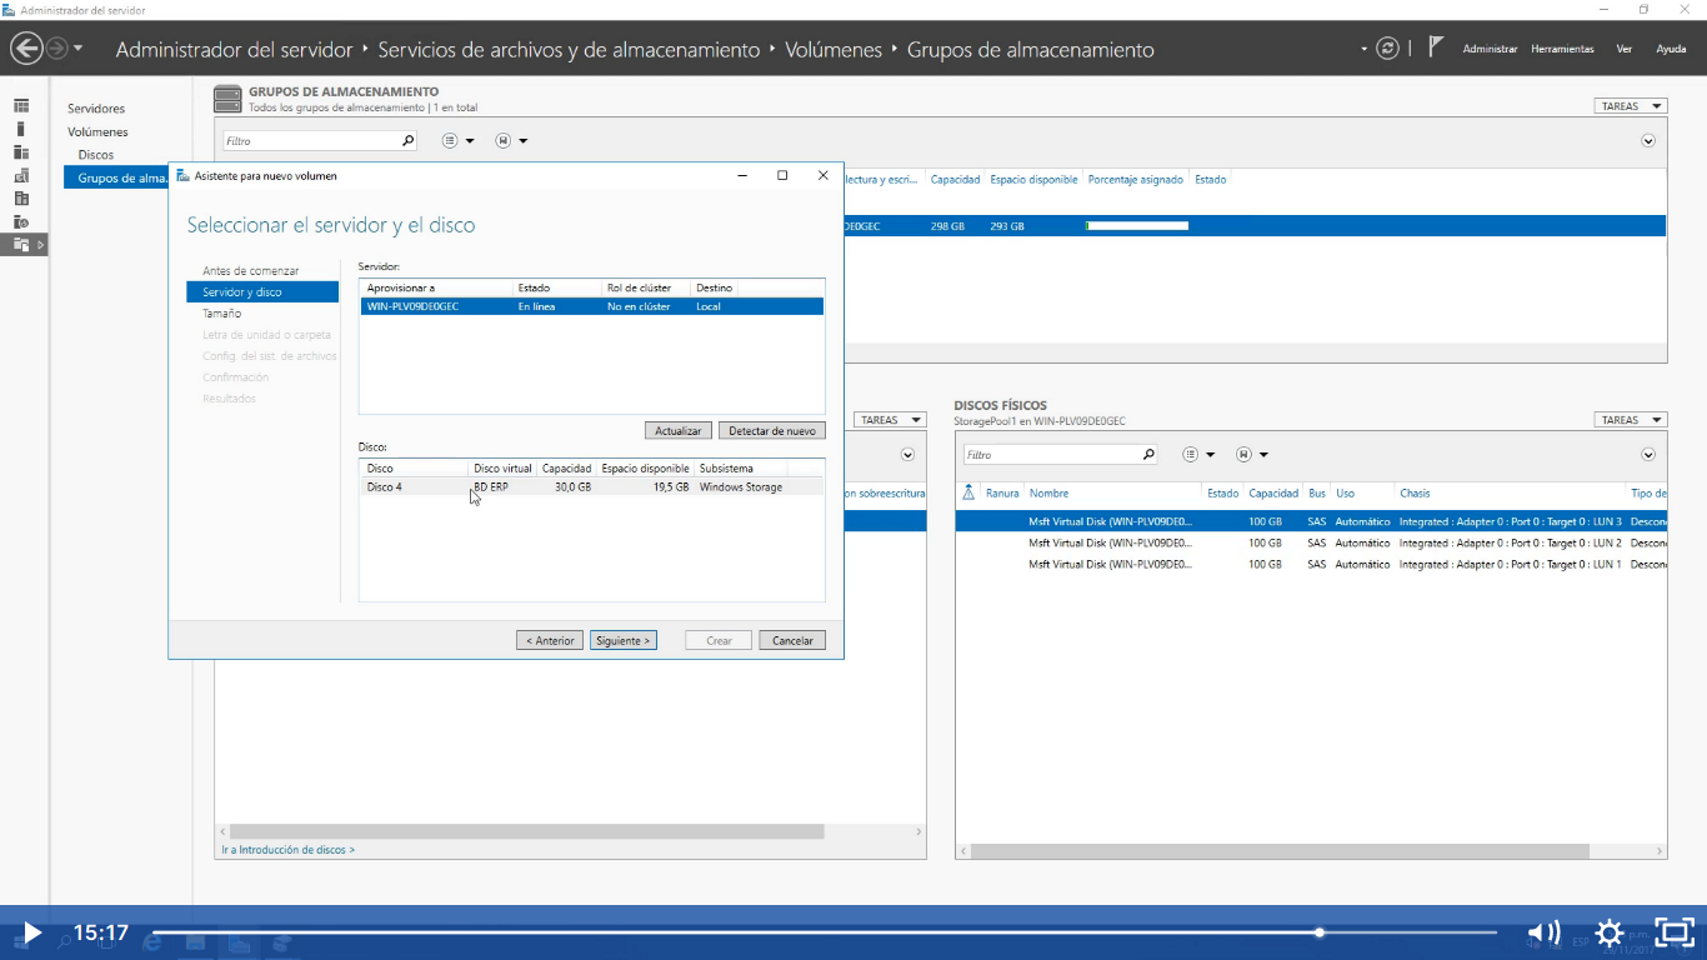 Administrador del servidor
Administrador del servidor ‣ Servicios de archivos y de almacenamiento ‣ Volúmenes ‣ Grupos de almacenamiento
Administrar Herramientas Ver Ayuda
Servidores
Volúmenes
Discos
Grupos de alma...
GRUPOS DE ALMACENAMIENTO
Todos los grupos de almacenamiento | 1 en total
TAREAS
Filtro
lectura y escri... Capacidad Espacio disponible Porcentaje asignado Estado
DE0GEC 298 GB 293 GB
Asistente para nuevo volumen
Seleccionar el servidor y el disco
Antes de comenzar
Servidor y disco
Tamaño
Letra de unidad o carpeta
Config. del sist. de archivos
Confirmación
Resultados
Servidor:
Aprovisionar a Estado Rol de clúster Destino
WIN-PLV09DE0GEC En línea No en clúster Local
Actualizar Detectar de nuevo
Disco:
Disco Disco virtual Capacidad Espacio disponible Subsistema
Disco 4 BD ERP 30,0 GB 19,5 GB Windows Storage
< Anterior Siguiente > Crear Cancelar
TAREAS
on sobreescritura
Ir a Introducción de discos >
DISCOS FÍSICOS
StoragePool1 en WIN-PLV09DE0GEC
TAREAS
Filtro
Ranura Nombre Estado Capacidad Bus Uso Chasis Tipo de
Msft Virtual Disk (WIN-PLV09DE0... 100 GB SAS Automático Integrated : Adapter 0 : Port 0 : Target 0 : LUN 3 Descon
Msft Virtual Disk (WIN-PLV09DE0... 100 GB SAS Automático Integrated : Adapter 0 : Port 0 : Target 0 : LUN 2 Descon
Msft Virtual Disk (WIN-PLV09DE0... 100 GB SAS Automático Integrated : Adapter 0 : Port 0 : Target 0 : LUN 1 Descon
15:17
ESP
p.m.